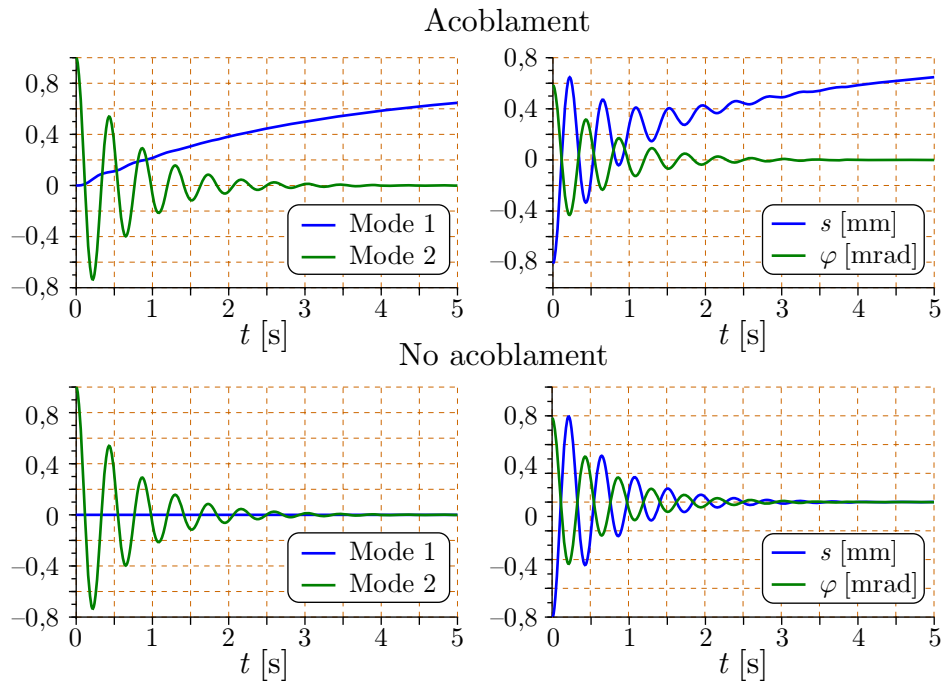 Acoblament
0,8
0,4
0
–0,4
–0,8
0 1 2 3 4 5
t [s]
Mode 1
Mode 2
0,8
0,4
0
–0,4
–0,8
0 1 2 3 4 5
t [s]
s [mm]
φ [mrad]
No acoblament
0,8
0,4
0
–0,4
0,8
0 1 2 3 4 5
t [s]
Mode 1
Mode 2
0,8
0,4
0
–0,4
0,8
0 1 2 3 4 5
t [s]
s [mm]
φ [mrad]